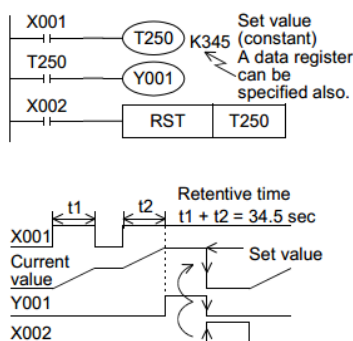 X001
T250
K345
Set value
(constant)
A data register
can be
specified also.
T250
Y001
X002
RST
T250
t1
t2
Retentive time
t1 + t2 = 34.5 sec
X001
Current
value
Set value
Y001
X002